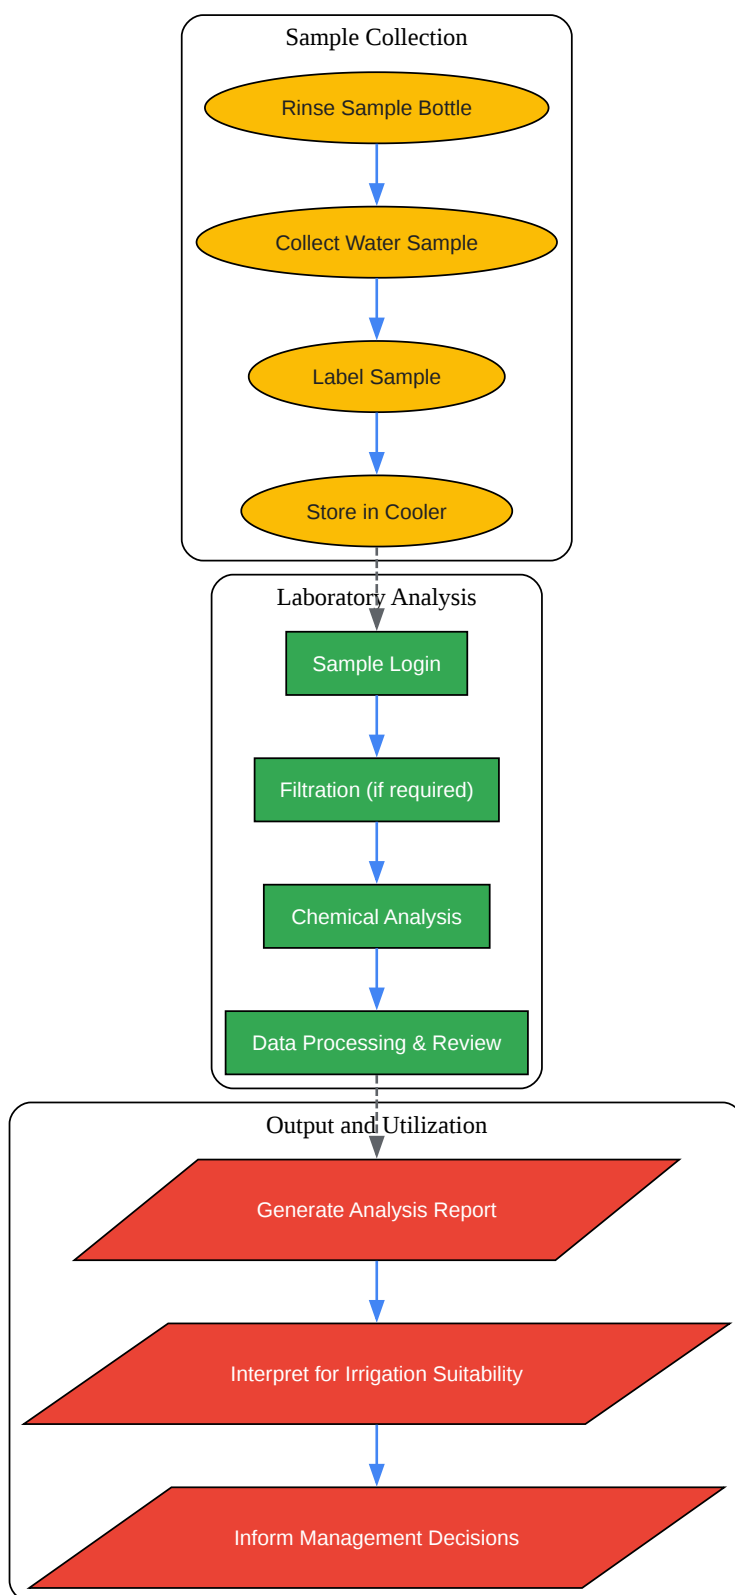 Sample Collection
Rinse Sample Bottle
Collect Water Sample
Label Sample
Store in Cooler
Laboratory Analysis
Sample Login
Filtration (if required)
Chemical Analysis
Data Processing & Review
Output and Utilization
Generate Analysis Report
Interpret for Irrigation Suitability
Inform Management Decisions